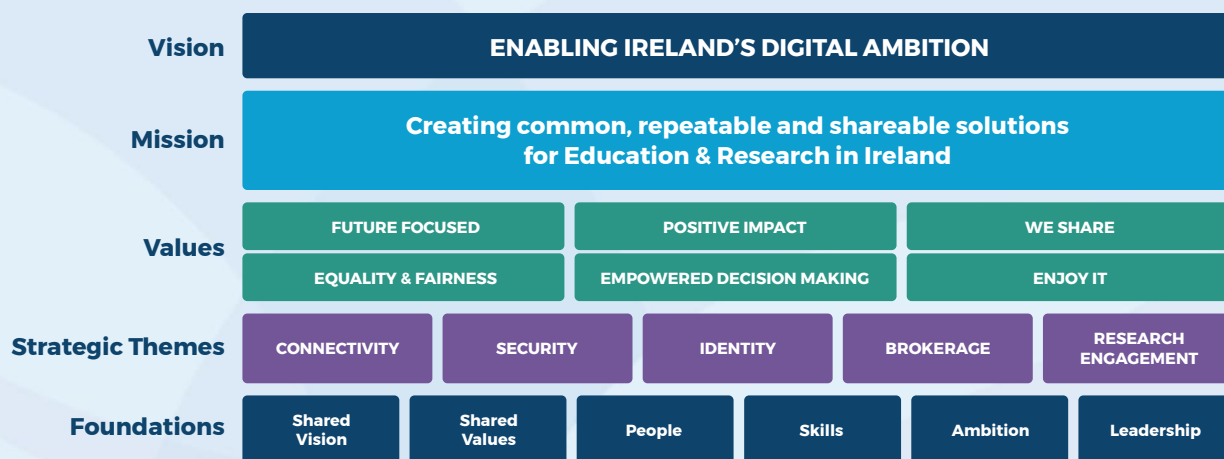 Vision
ENABLING IRELAND’S DIGITAL AMBITION
Mission
Creating common, repeatable and shareable solutions
for Education & Research in Ireland
Values
FUTURE FOCUSED
POSITIVE IMPACT
WE SHARE
EQUALITY & FAIRNESS
EMPOWERED DECISION MAKING
ENJOY IT
Strategic Themes
CONNECTIVITY
SECURITY
IDENTITY
BROKERAGE
RESEARCH
ENGAGEMENT
Foundations
Shared
Vision
Shared
Values
People
Skills
Ambition
Leadership